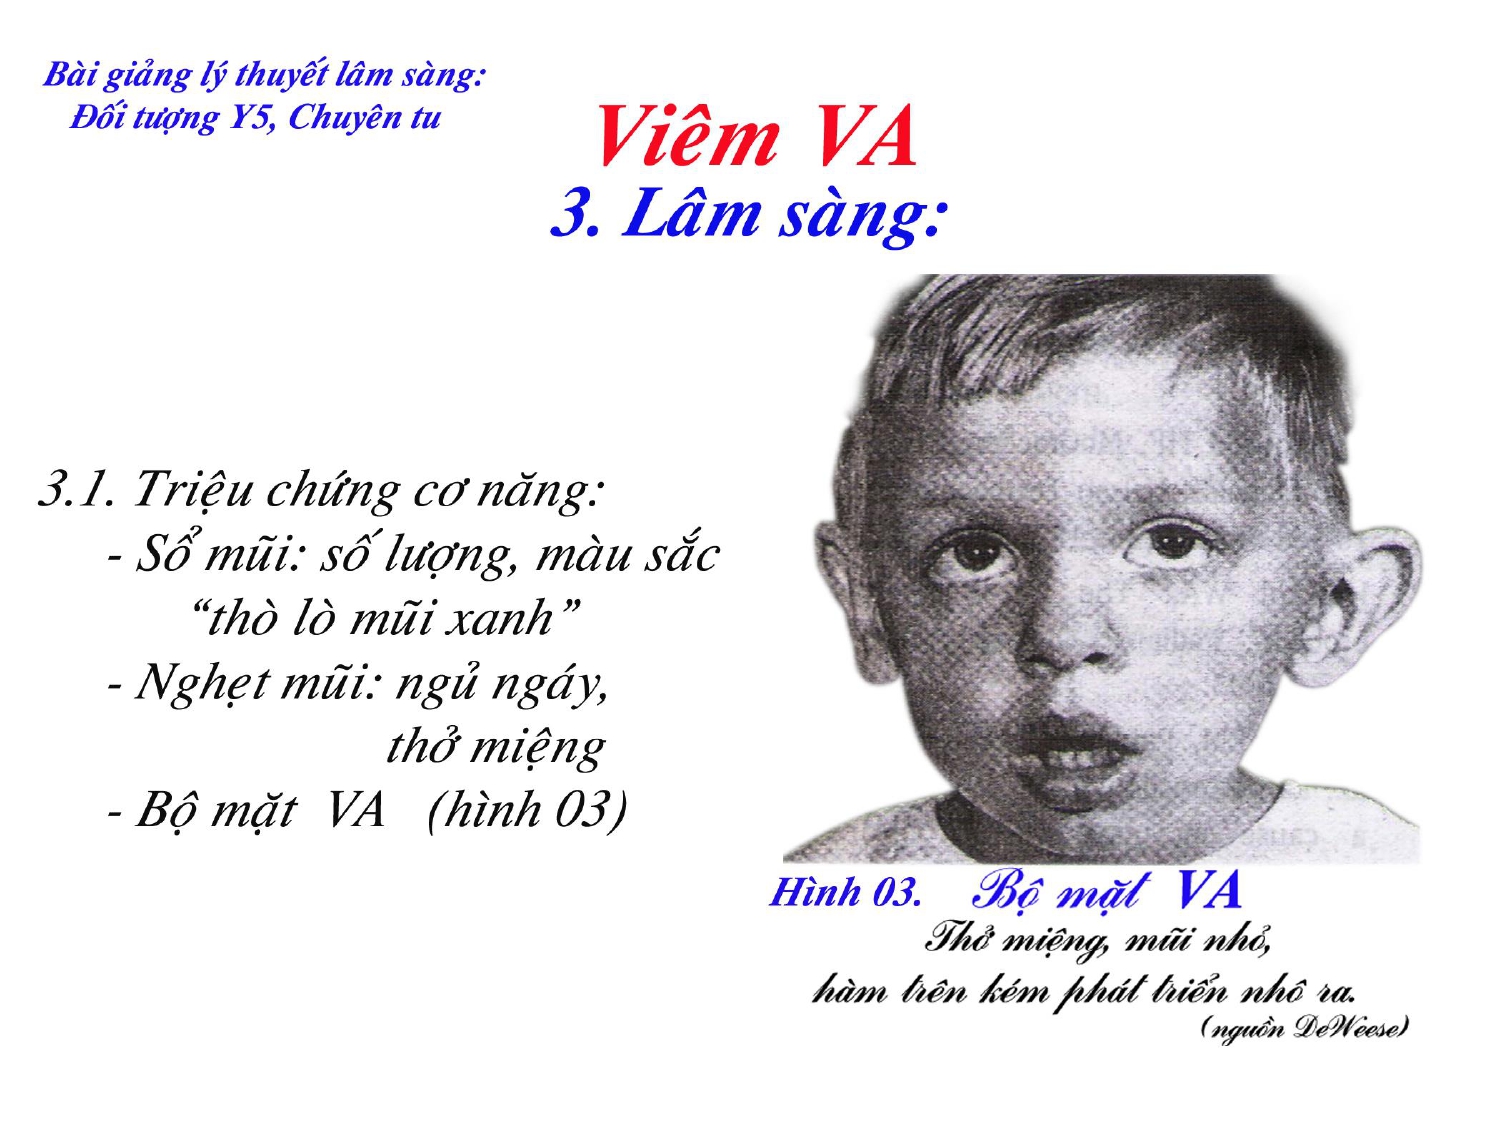 Bài giảng lý thuyết lâm sàng:
Đối tượng Y5, Chuyên tu
Viêm VA
3. Lâm sàng:
3.1. Triệu chứng cơ năng:
- Sổ mũi: số lượng, màu sắc
“thò lò mũi xanh”
- Nghẹt mũi: ngủ ngáy,
thở miệng
- Bộ mặt VA (hình 03)
Hình 03. Bộ mặt VA
Thở miệng, mũi nhỏ,
hàm trên kém phát triển nhô ra.
(nguồn DeWeese)